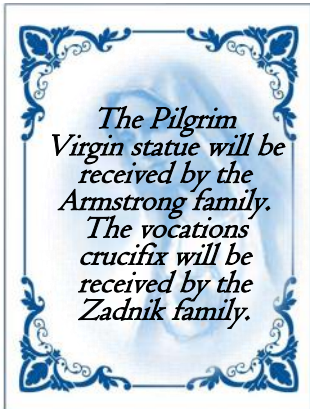 The Pilgrim
Virgin statue will be
received by the
Armstrong family.
The vocations
crucifix will be
received by the
Zadnik family.